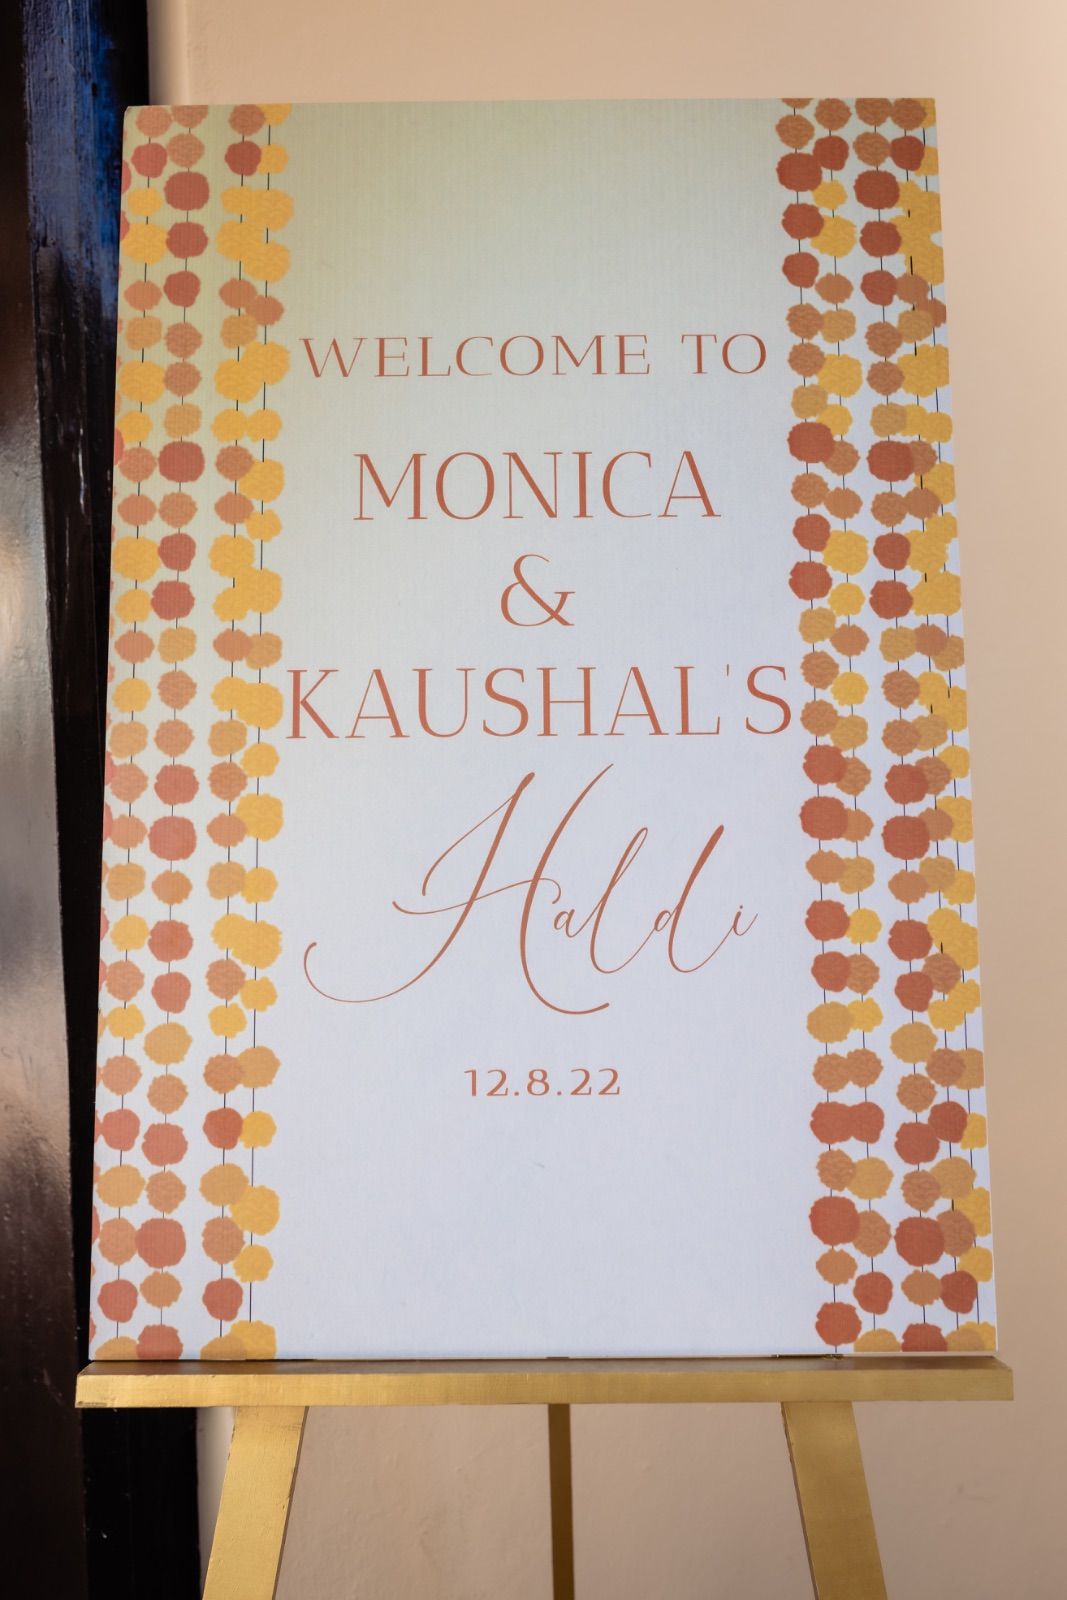 WELCOME TO
MONICA
&
KAUSHAL'S
Haldi
12.8.22